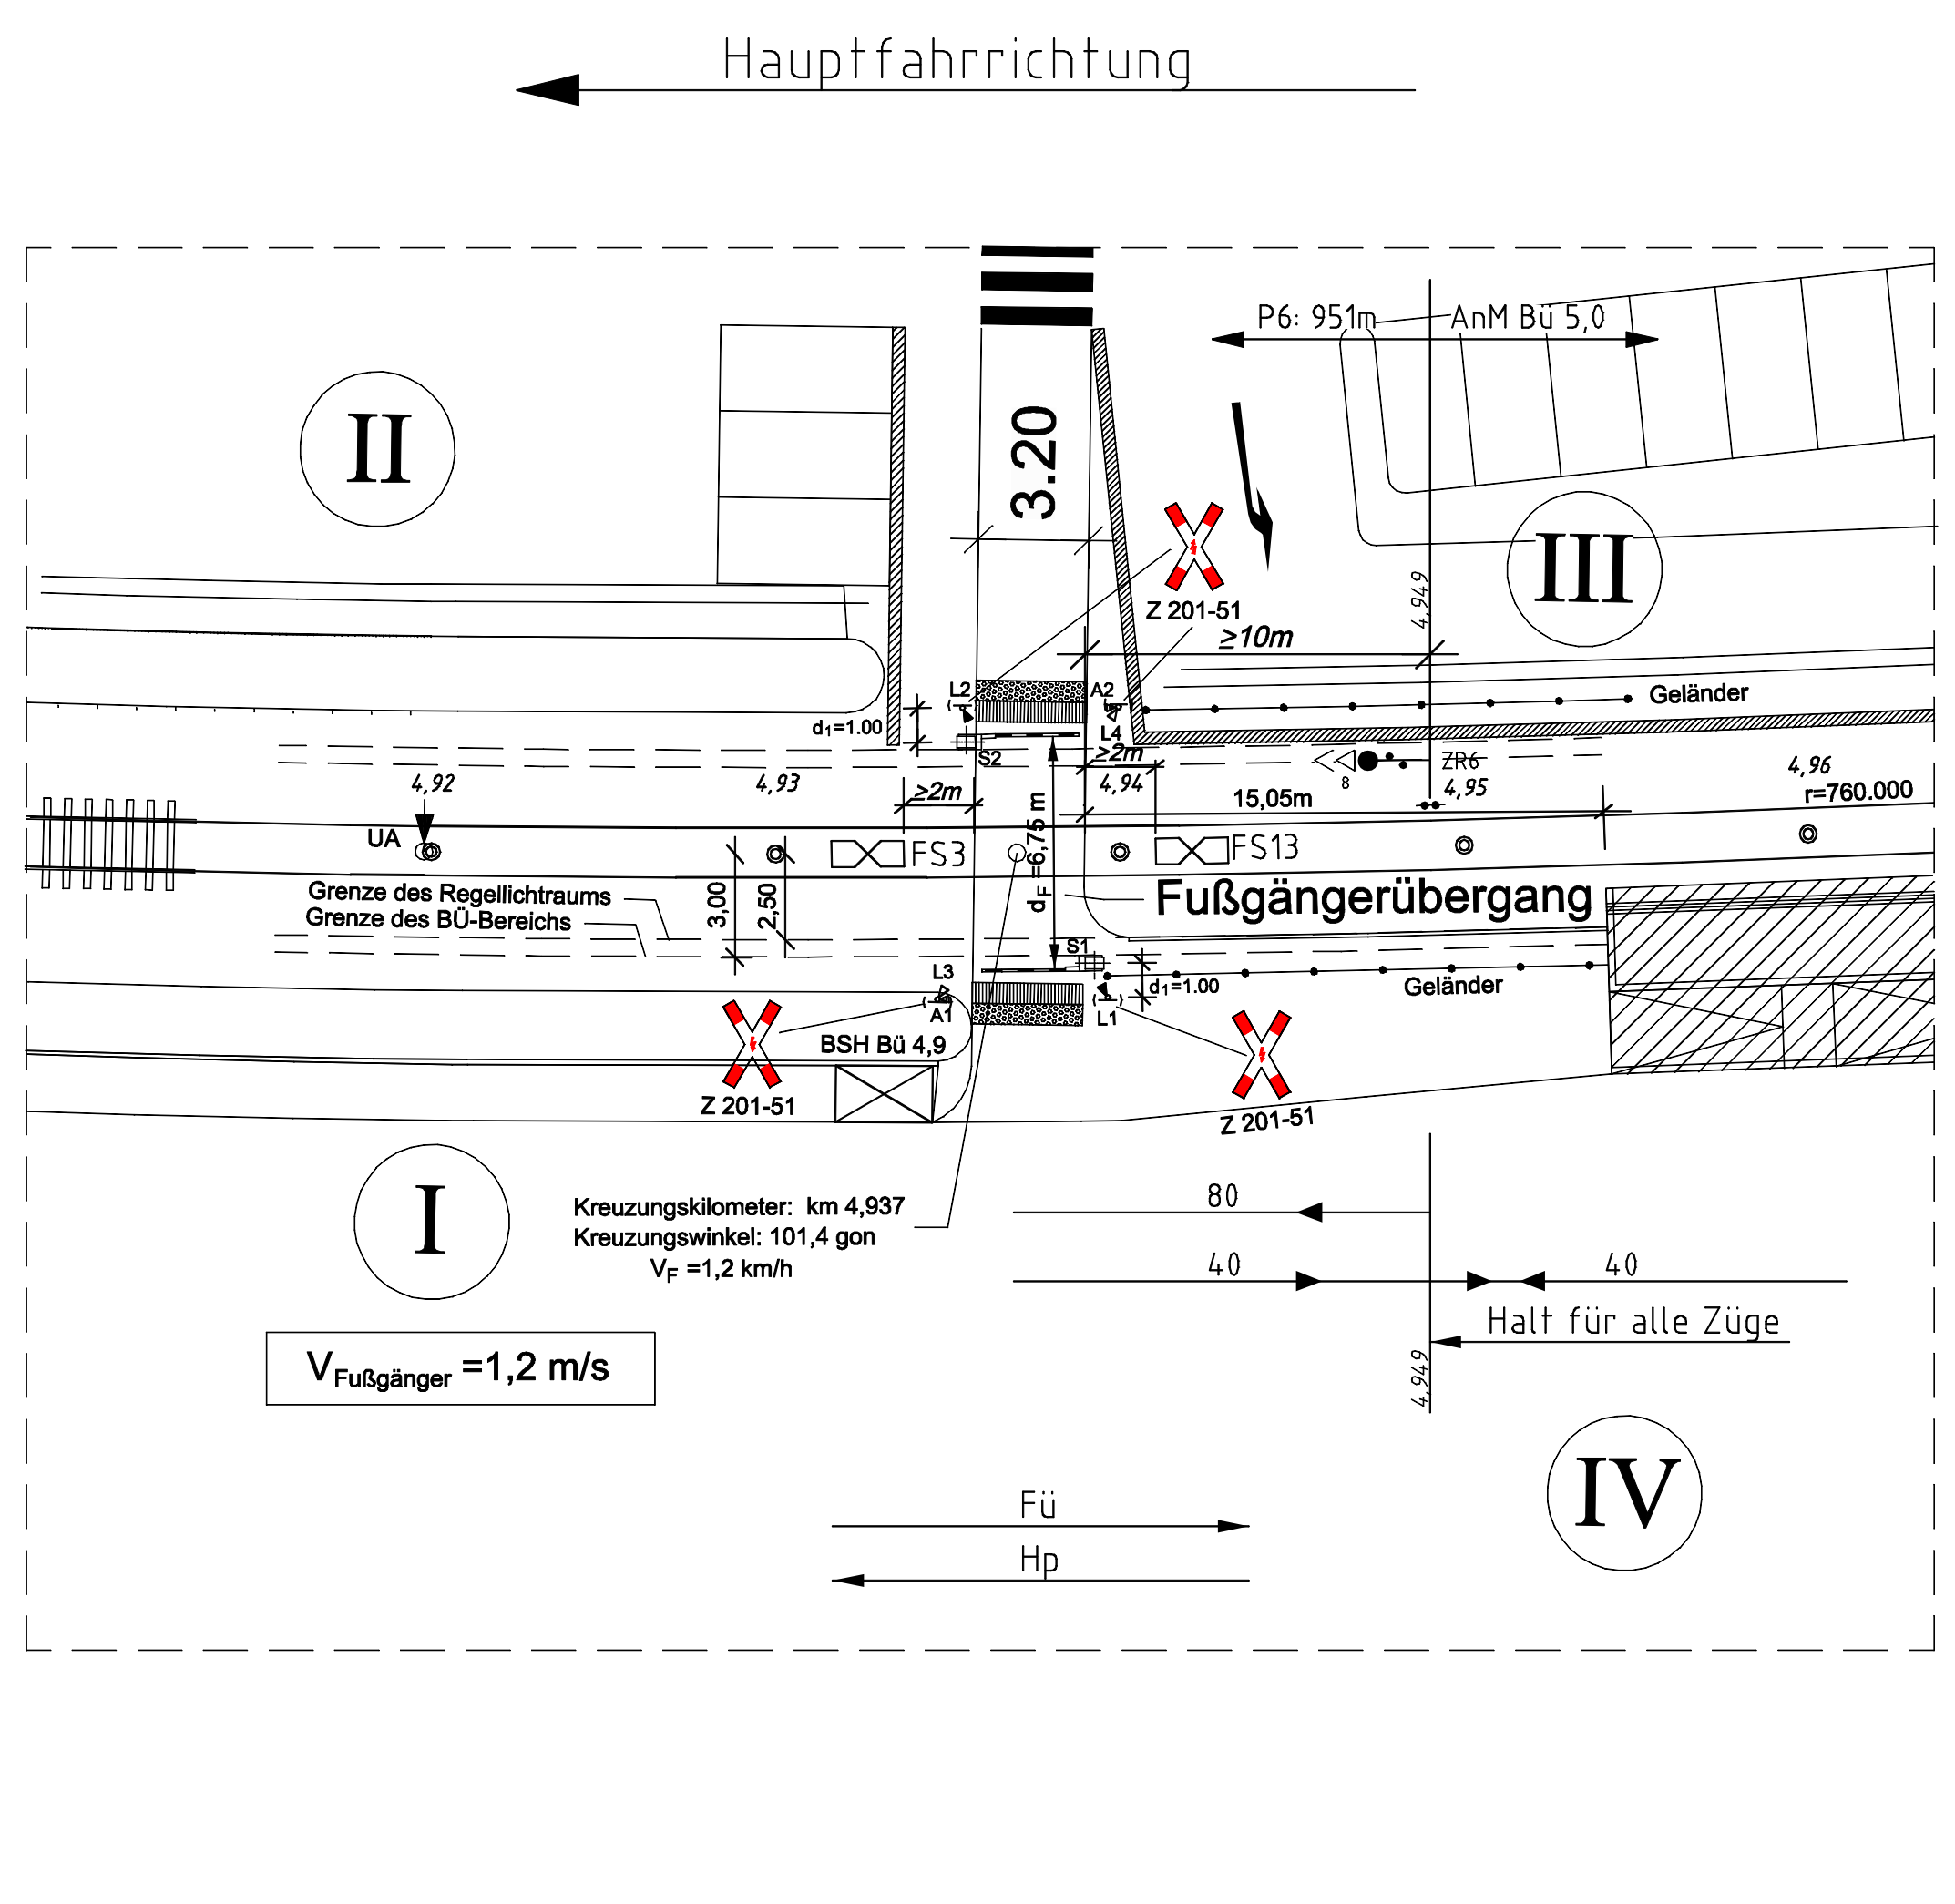 Hauptfahrrichtung
P6: 951m
AnM Bü 5,0
II
3.20
III
4,949
Z 201-51
≥10m
L2
A2
Geländer
d1=1.00
L4
S2
≥2m
ZR6
8
4,92
4,93
≥2m
4,94
4,95
4,96
15,05m
r=760.000
UA
FS3
FS13
dF=6,75 m
Grenze des Regellichtraums
Grenze des BÜ-Bereichs
3,00
2,50
Fußgängerübergang
S1
L3
A1
L1
d1=1.00
Geländer
BSH Bü 4,9
Z 201-51
Z 201-51
I
Kreuzungskilometer: km 4,937
Kreuzungswinkel: 101,4 gon
VF =1,2 km/h
80
40
40
Halt für alle Züge
4,949
VFußgänger =1,2 m/s
IV
Fü
Hp